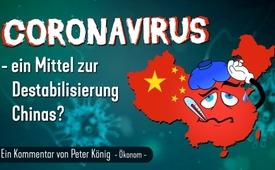 CORONAVIRUS
- ein Mittel zur
Destabilisierung
Chinas?
Ein Kommentar von Peter König - Ökonom -